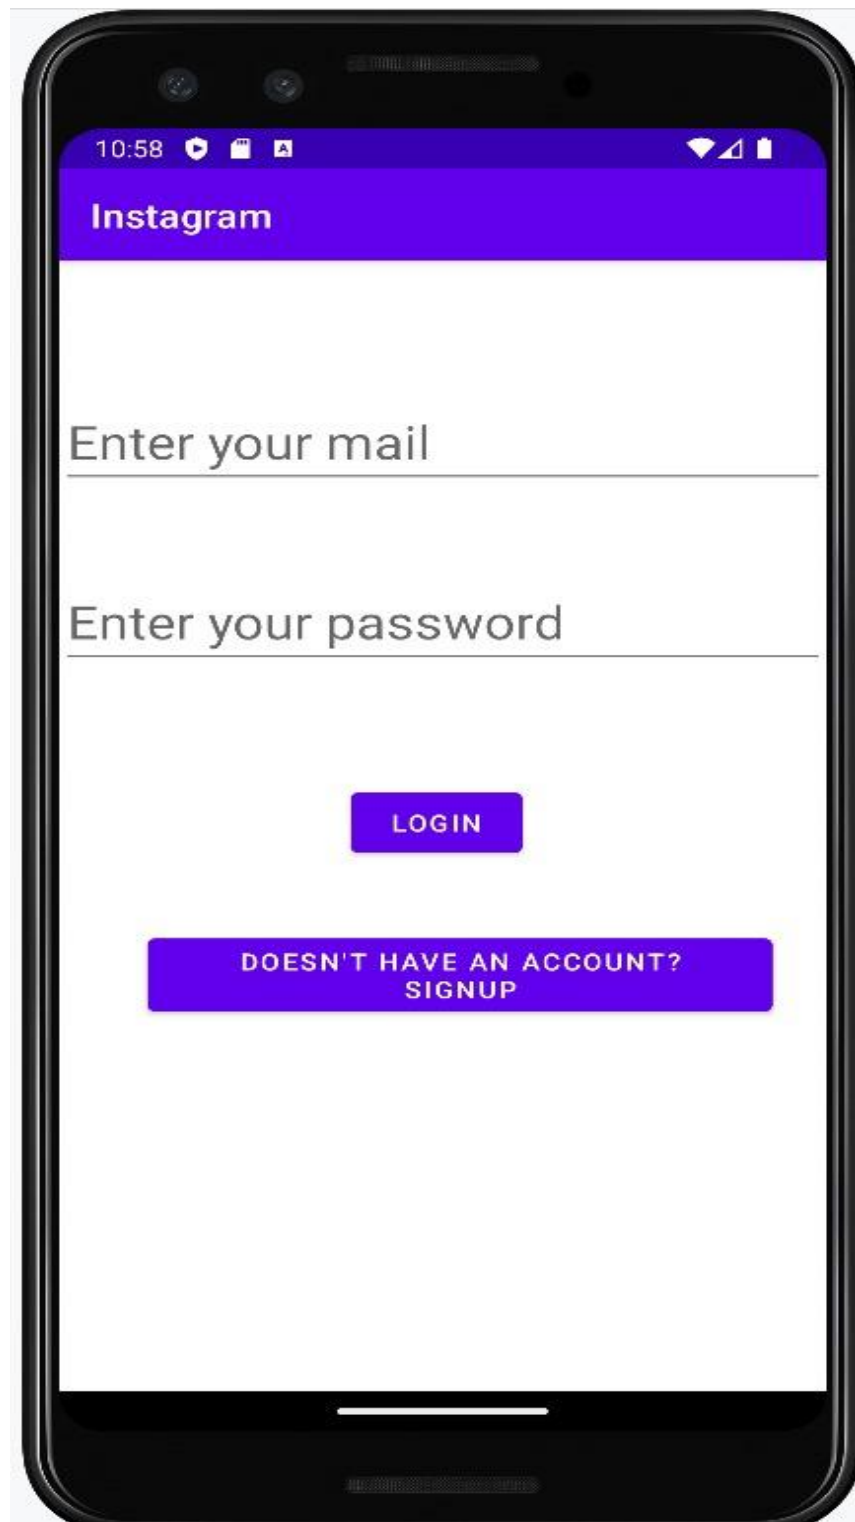 10:58
Instagram
Enter your mail
Enter your password
LOGIN
DOESN'T HAVE AN ACCOUNT?
SIGNUP